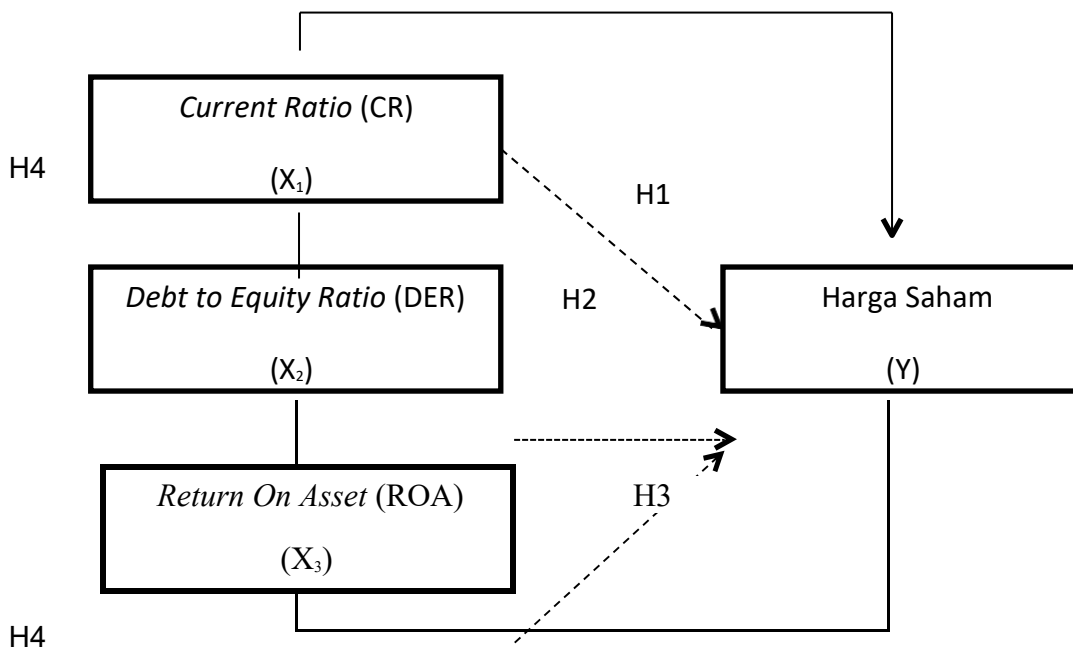 Current Ratio (CR)
(X₁)
H4
H1
Debt to Equity Ratio (DER)
(X₂)
H2
Harga Saham
(Y)
Return On Asset (ROA)
(X₃)
H3
H4